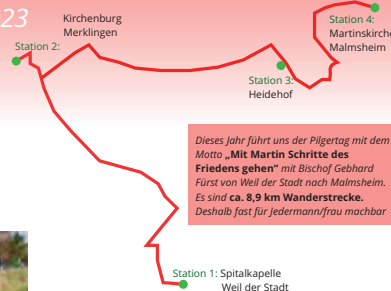 23
Kirchenburg
Merklingen
Station 2:
Station 4:
Martinskirche
Malmsheim
Station 3:
Heidehof
Dieses Jahr führt uns der Pilgertag mit dem
Motto „Mit Martin Schritte des
Friedens gehen“ mit Bischof Gebhard
Fürst von Weil der Stadt nach Malmsheim.
Es sind ca. 8,9 km Wanderstrecke.
Deshalb fast für Jedermann/frau machbar
Station 1: Spitalkapelle
Weil der Stadt